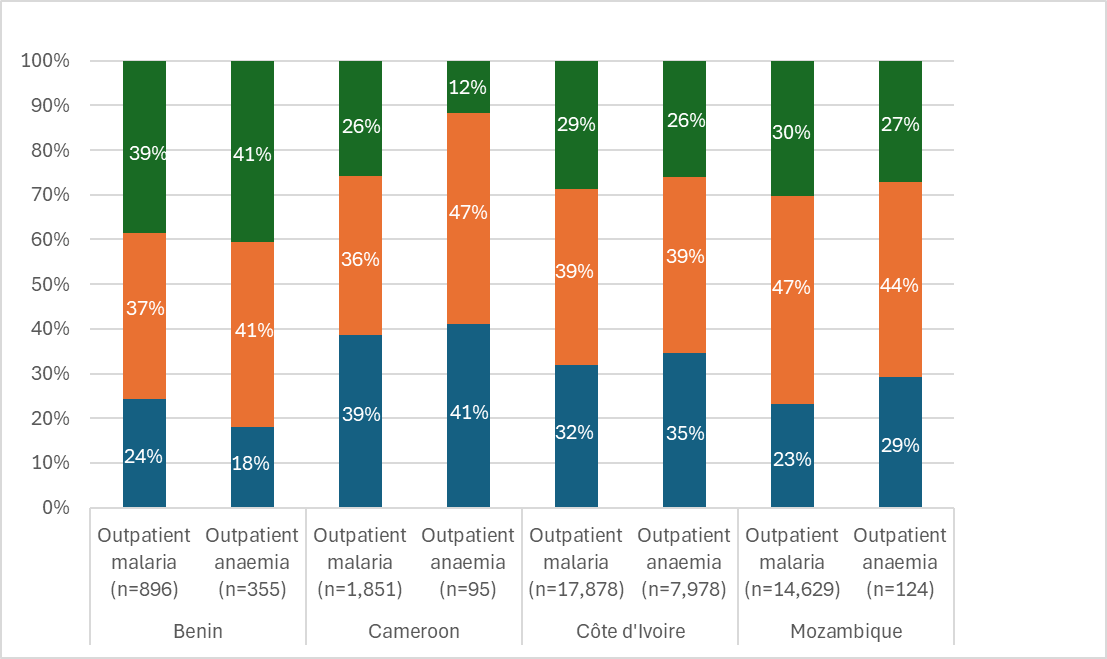 100%
90%
80%
70%
60%
50%
40%
30%
20%
10%
0%
39%
37%
24%
41%
41%
18%
26%
36%
39%
12%
47%
41%
29%
39%
32%
26%
39%
35%
30%
47%
23%
27%
44%
29%
Outpatient
malaria
(n=896)
Outpatient
anaemia
(n=355)
Outpatient
malaria
(n=1,851)
Outpatient
anaemia
(n=95)
Outpatient
malaria
(n=17,878)
Outpatient
anaemia
(n=7,978)
Outpatient
malaria
(n=14,629)
Outpatient
anaemia
(n=124)
Benin
Cameroon
Côte d'Ivoire
Mozambique